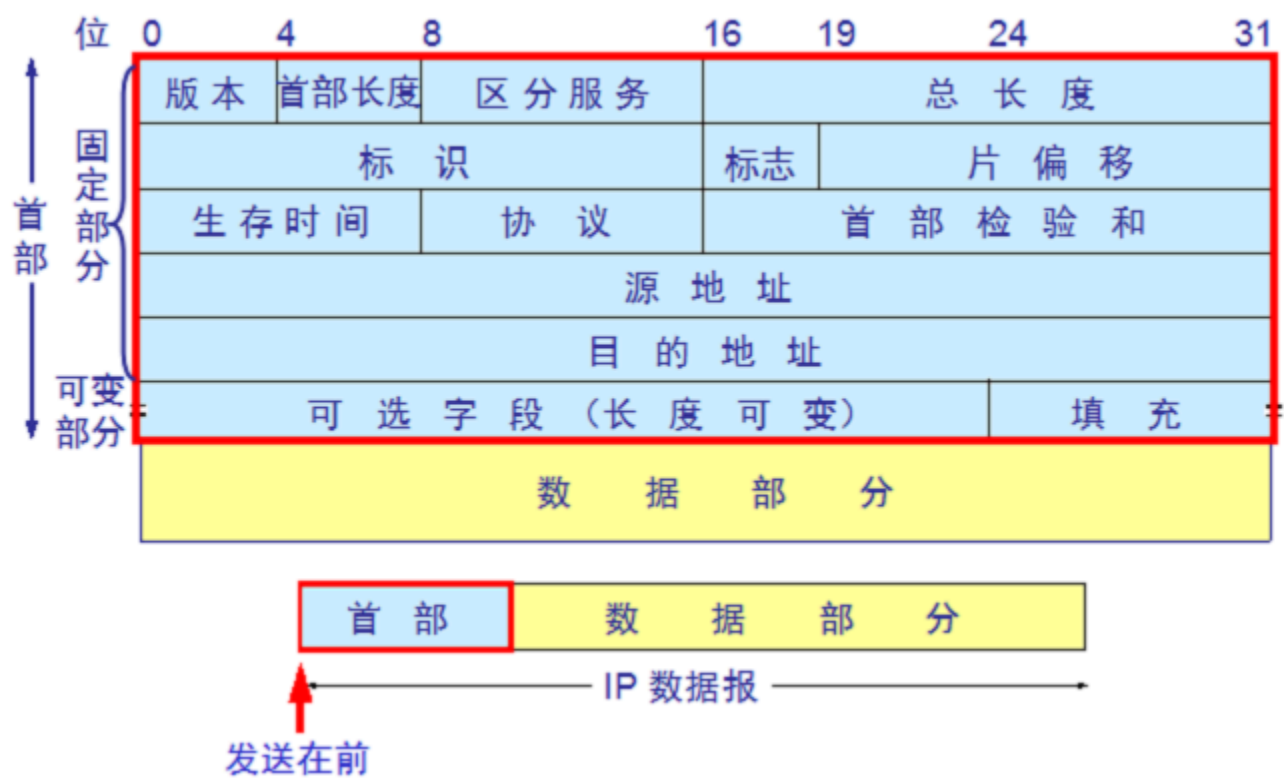 位 0 4 8 16 19 24 31
版本 首部长度 区分服务 总长度
标识 标志 片偏移
生存时间 协议 首部检验和
源地址
目的地址
可选字段（长度可变） 填充
数据部分
首部
固定部分
可变部分
首部 数据部分
IP 数据报
发送在前